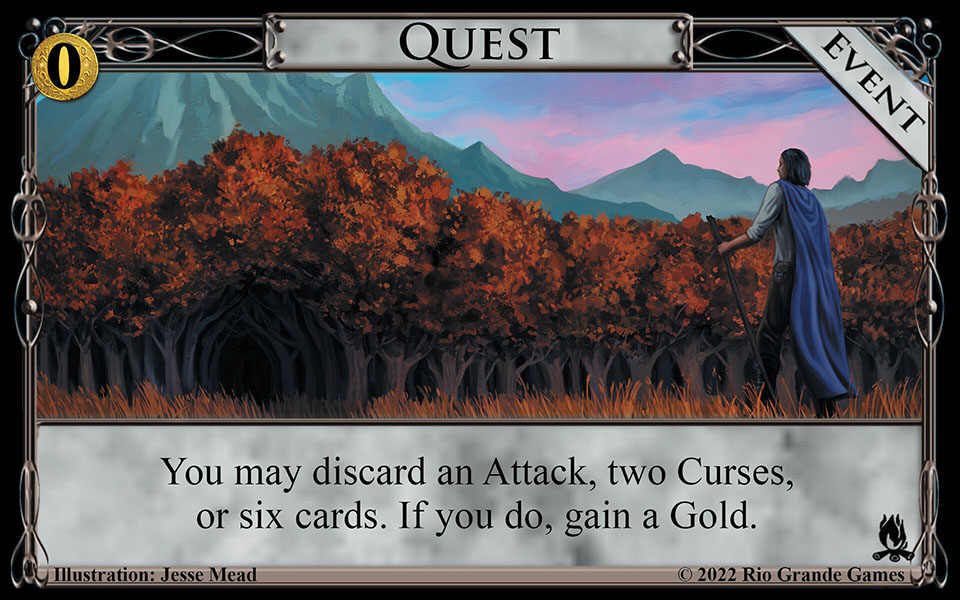 0
QUEST
EVENT
You may discard an Attack, two Curses,
or six cards. If you do, gain a Gold.
Illustration: Jesse Mead
© 2022 Rio Grande Games